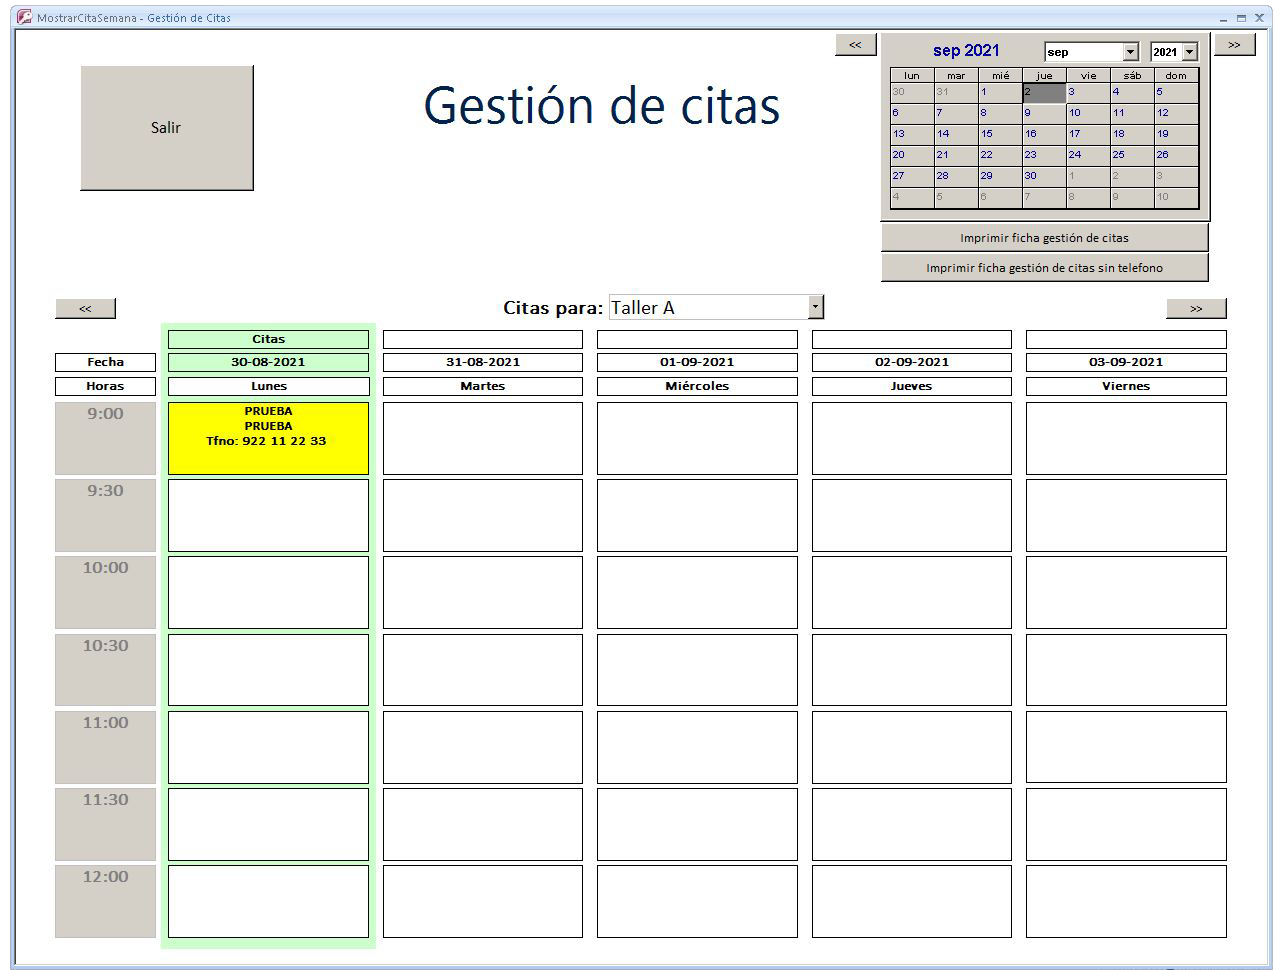 MostrarCitaSemana - Gestión de Citas
<<
sep 2021
sep
2021
>>
lun mar mié jue vie sáb dom
30 31 1 2 3 4 5
6 7 8 9 10 11 12
13 14 15 16 17 18 19
20 21 22 23 24 25 26
27 28 29 30 1 2 3
4 5 6 7 8 9 10
Salir
Gestión de citas
Imprimir ficha gestión de citas
Imprimir ficha gestión de citas sin telefono
<<
Citas para: Taller A
>>
Citas
Fecha 30-08-2021 31-08-2021 01-09-2021 02-09-2021 03-09-2021
Horas Lunes Martes Miércoles Jueves Viernes
9:00
PRUEBA
PRUEBA
Tfno: 922 11 22 33
9:30
10:00
10:30
11:00
11:30
12:00